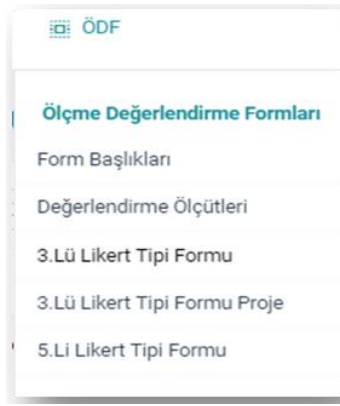 ÖDF
Ölçme Değerlendirme Formları
Form Başlıkları
Değerlendirme Ölçütleri
3.Lü Likert Tipi Formu
3.Lü Likert Tipi Formu Proje
5.Li Likert Tipi Formu